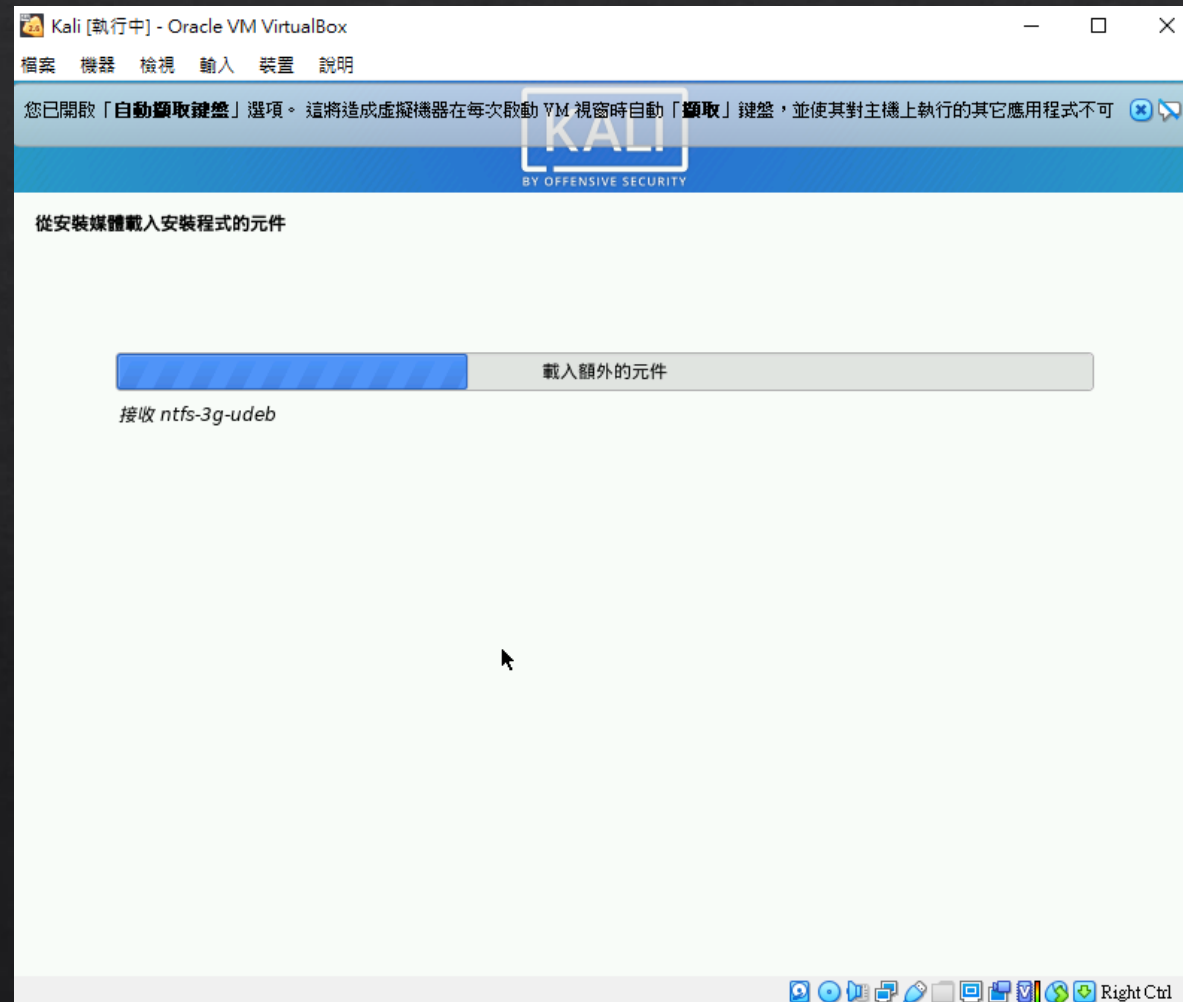 Kali [執行中] - Oracle VM VirtualBox
檔案 機器 檢視 輸入 裝置 說明
您已開啟「自動擷取鍵盤」選項。 這將造成虛擬機器在每次啟動 VM 視窗時自動「擷取」鍵盤，並使其對主機上執行的其它應用程式不可
KALI
BY OFFENSIVE SECURITY
從安裝媒體載入安裝程式的元件
載入額外的元件
接收 ntfs-3g-udeb
Right Ctrl